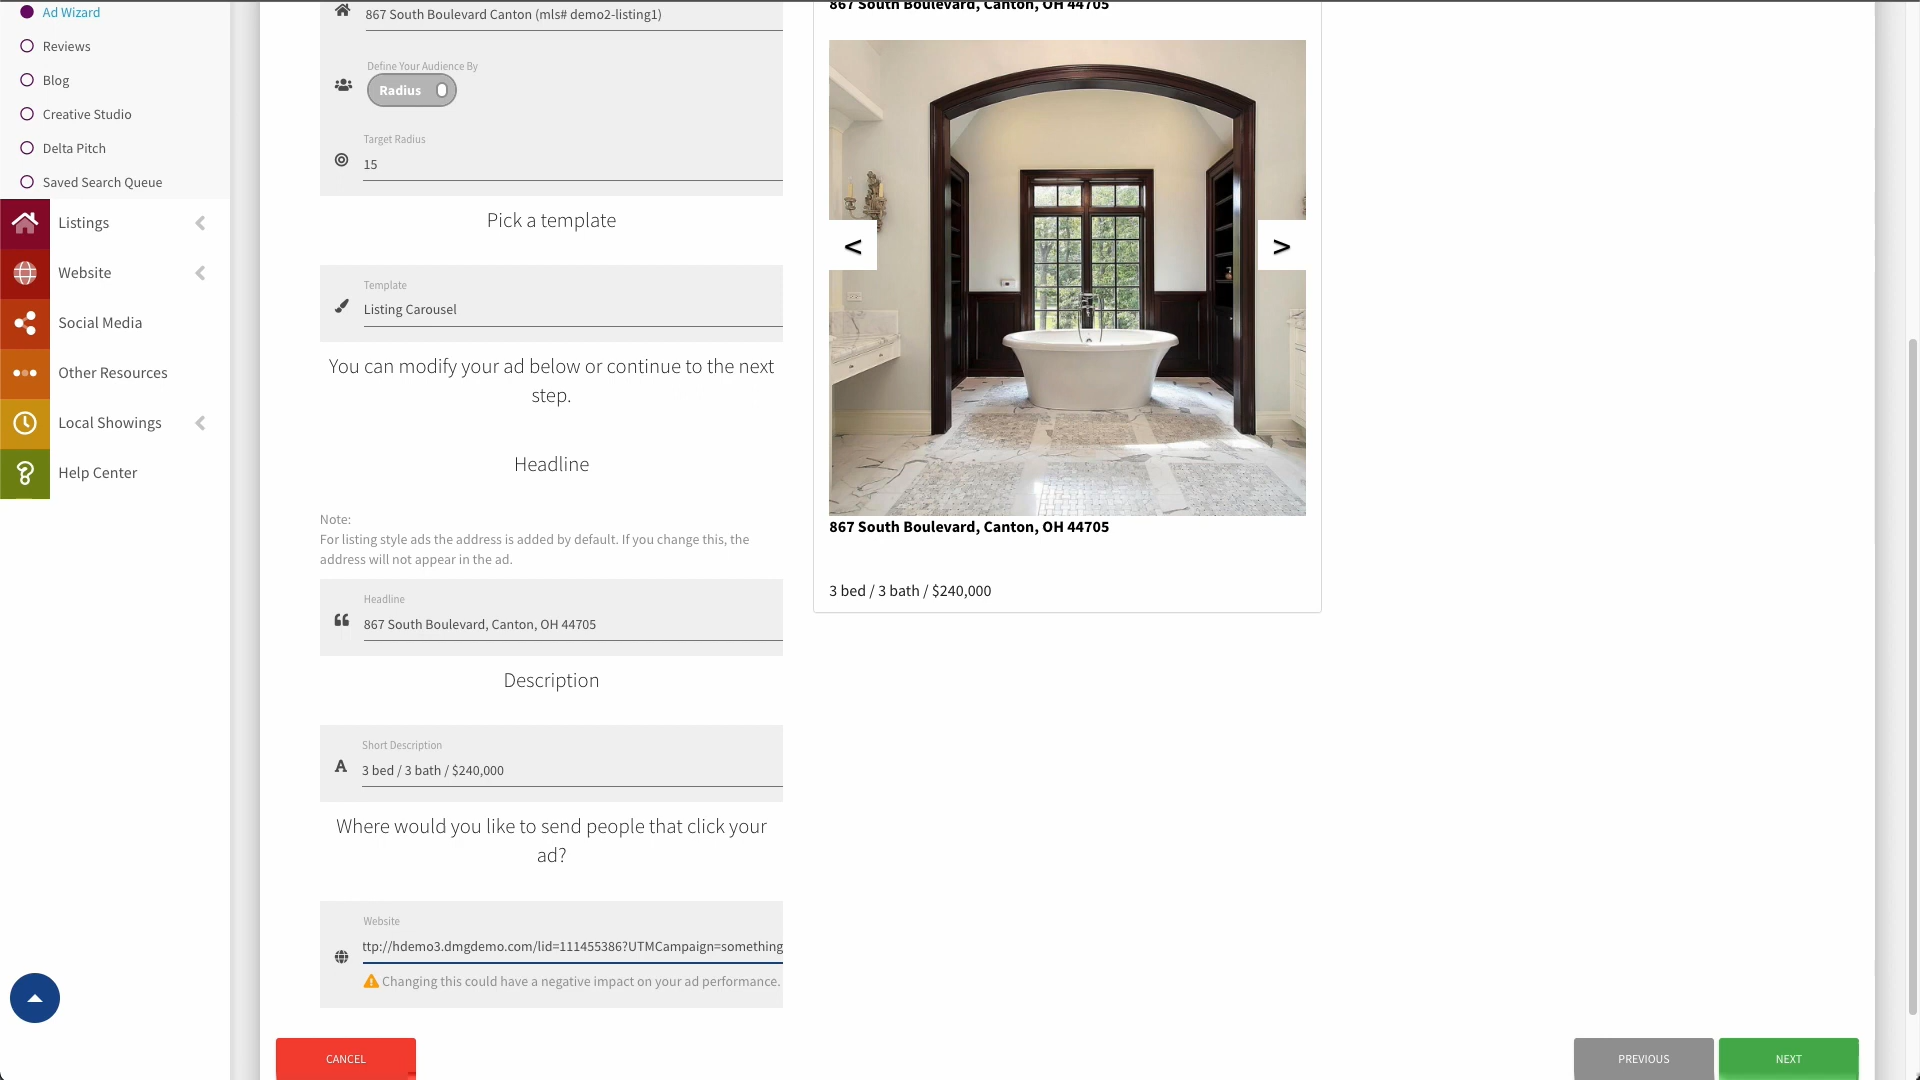 Ad Wizard
Reviews
Blog
Creative Studio
Delta Pitch
Saved Search Queue
Listings
Website
Social Media
Other Resources
Local Showings
Help Center
867 South Boulevard Canton (mls# demo2-listing1)
Define Your Audience By
Radius
Target Radius
15
Pick a template
Template
Listing Carousel
You can modify your ad below or continue to the next
step.
Headline
Note:
For listing style ads the address is added by default. If you change this, the
address will not appear in the ad.
Headline
867 South Boulevard, Canton, OH 44705
Description
Short Description
3 bed / 3 bath / $240,000
Where would you like to send people that click your
ad?
Website
ttp://hdemo3.dmgdemo.com/lid=111455386?UTMCampaign=something
Changing this could have a negative impact on your ad performance.
CANCEL
867 South Boulevard, Canton, OH 44705
<
>
867 South Boulevard, Canton, OH 44705
3 bed / 3 bath / $240,000
PREVIOUS
NEXT